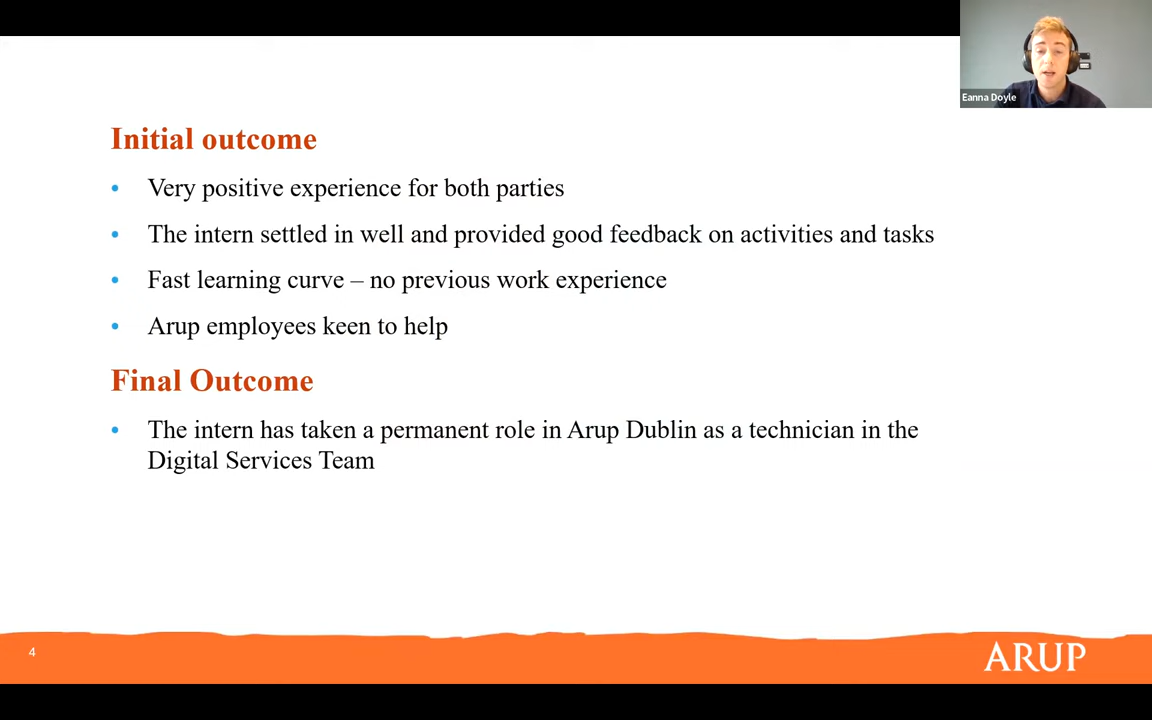 Eanna Doyle
Initial outcome
• Very positive experience for both parties
• The intern settled in well and provided good feedback on activities and tasks
• Fast learning curve – no previous work experience
• Arup employees keen to help
Final Outcome
• The intern has taken a permanent role in Arup Dublin as a technician in the
Digital Services Team
4
ARUP